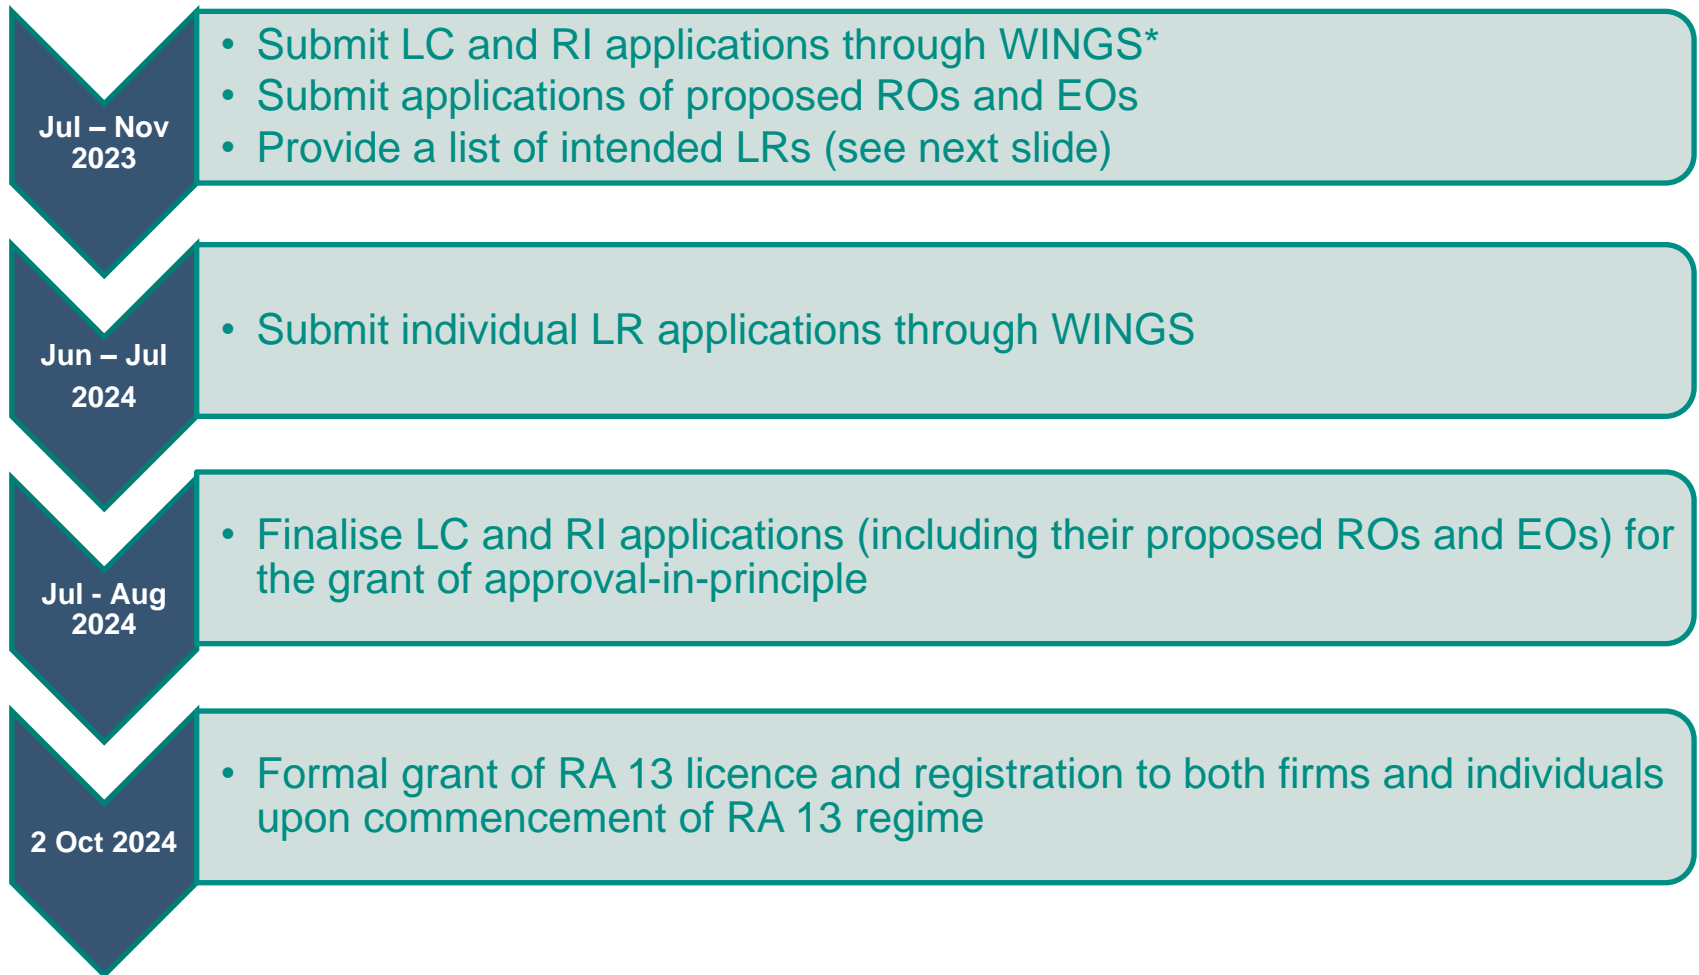 Jul – Nov
2023
• Submit LC and RI applications through WINGS*
• Submit applications of proposed ROs and EOs
• Provide a list of intended LRs (see next slide)
Jun – Jul
2024
• Submit individual LR applications through WINGS
Jul - Aug
2024
• Finalise LC and RI applications (including their proposed ROs and EOs) for
the grant of approval-in-principle
2 Oct 2024
• Formal grant of RA 13 licence and registration to both firms and individuals
upon commencement of RA 13 regime